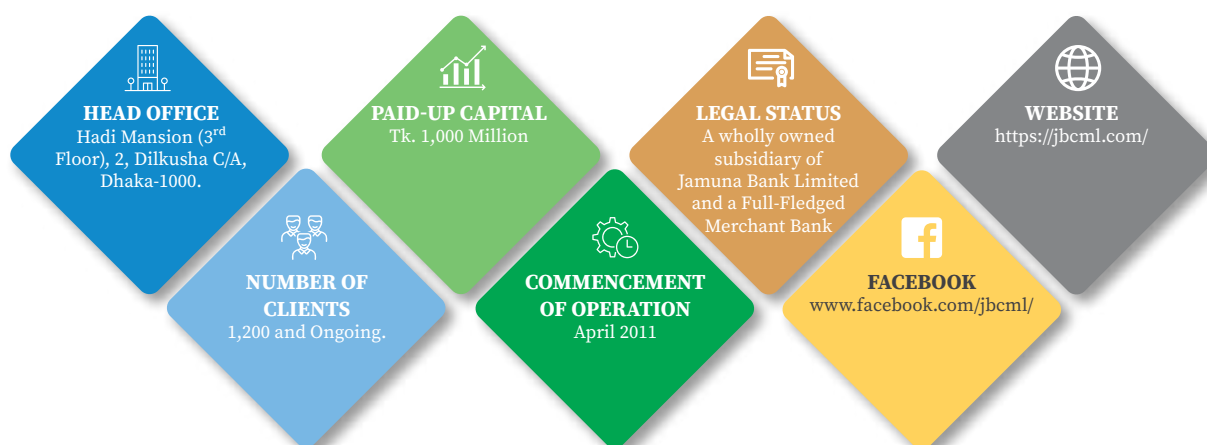 HEAD OFFICE
Hadi Mansion (3rd
Floor), 2, Dilkusha C/A,
Dhaka-1000.
NUMBER OF
CLIENTS
1,200 and Ongoing.
PAID-UP CAPITAL
Tk. 1,000 Million
COMMENCEMENT
OF OPERATION
April 2011
LEGAL STATUS
A wholly owned
subsidiary of
Jamuna Bank Limited
and a Full-Fledged
Merchant Bank
FACEBOOK
www.facebook.com/jbcml/
WEBSITE
https://jbcml.com/